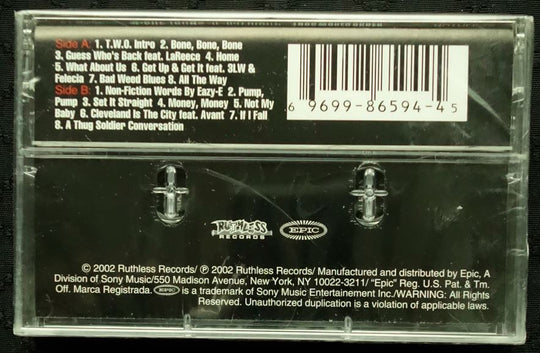 Side A: 1. T.W.O. Intro 2. Bone, Bone, Bone
3. Guess Who's Back feat. LaReece 4. Home
5. What About Us 6. Get Up & Get It feat. 3LW &
Felecia 7. Bad Weed Blues 8. All The Way
Side B: 1. Non-Fiction Words By Eazy-E 2. Pump,
Pump 3. Set It Straight 4. Money, Money 5. Not My
Baby 6. Cleveland Is The City feat. Avant 7. If I Fall
8. A Thug Soldier Conversation
6 9699-86594-4 5
RUTHLESS
RECORDS
EPIC
© 2002 Ruthless Records/ ℗ 2002 Ruthless Records/ Manufactured and distributed by Epic, A
Division of Sony Music/550 Madison Avenue, New York, NY 10022-3211/ "Epic" Reg. U.S. Pat. & Tm.
Off. Marca Registrada. EPIC is a trademark of Sony Music Entertainement Inc./WARNING: All Rights
Reserved. Unauthorized duplication is a violation of applicable laws.